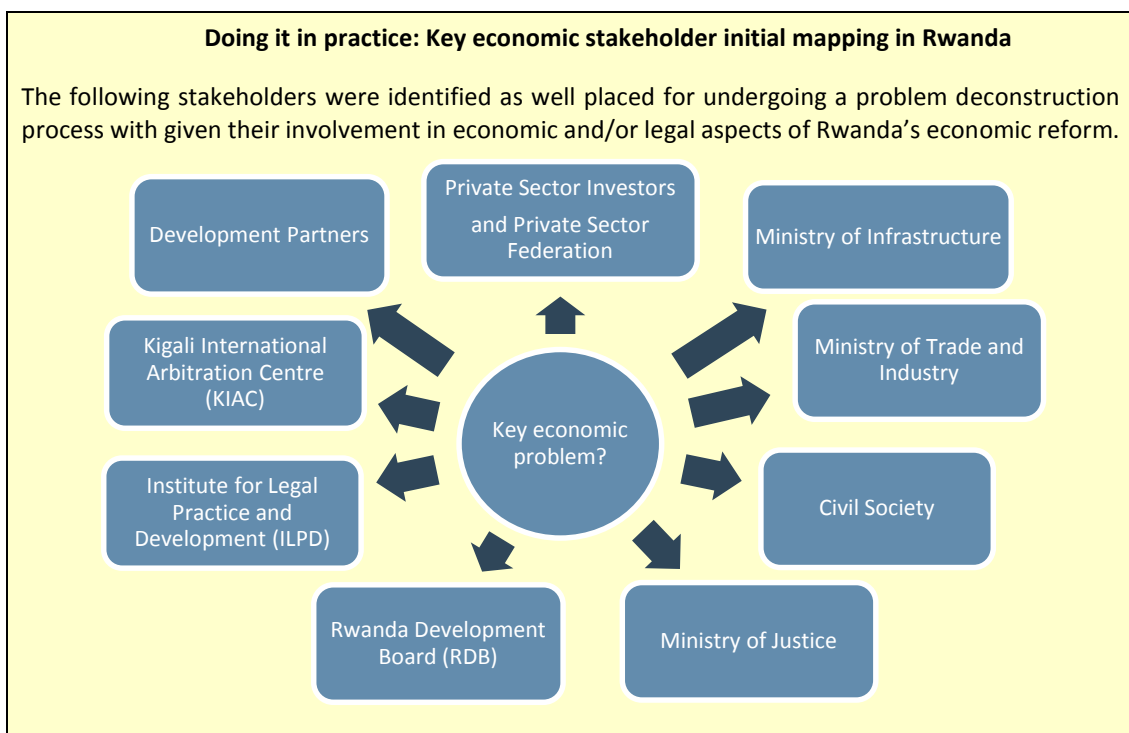 Doing it in practice: Key economic stakeholder initial mapping in Rwanda
The following stakeholders were identified as well placed for undergoing a problem deconstruction
process with given their involvement in economic and/or legal aspects of Rwanda’s economic reform.
Private Sector Investors
and Private Sector
Federation
Ministry of Infrastructure
Ministry of Trade and
Industry
Civil Society
Ministry of Justice
Rwanda Development
Board (RDB)
Institute for Legal
Practice and
Development (ILPD)
Kigali International
Arbitration Centre
(KIAC)
Development Partners
Key economic
problem?